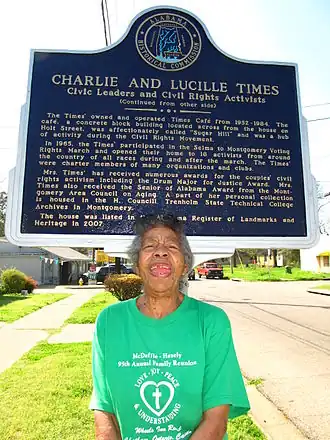 ALABAMA
HISTORICAL COMMISSION
CHARLIE AND LUCILLE TIMES
Civic Leaders and Civil Rights Activists
(Continued from other side)
The Times' owned and operated Times Café from 1952-1984. The
café, a concrete block building located across from the house on
Holt Street, was affectionately called "Sugar Hill" and was a hub
of activity during the Civil Rights Movement.
In 1965, the Times' participated in the Selma to Montgomery Voting
Rights March and opened their home to 18 activists from around
the country of all races during and after the march. The Times'
were charter members of many organizations and clubs.
Mrs. Times' has received numerous awards for the couples' civil
rights activism including the Drum Major for Justice Award. Mrs.
Times also received the Senior of Alabama Award from the Mont-
gomery Area Council on Aging. A part of her personal collection
is housed in the H. Councill Trenholm State Technical College
Archives in Montgomery.
The house was listed in Alabama Register of Landmarks and
Heritage in 2007
McDuffie - Hasely
99th Annual Family Reunion
LOVE · JOY · PEACE
& UNDERSTANDING